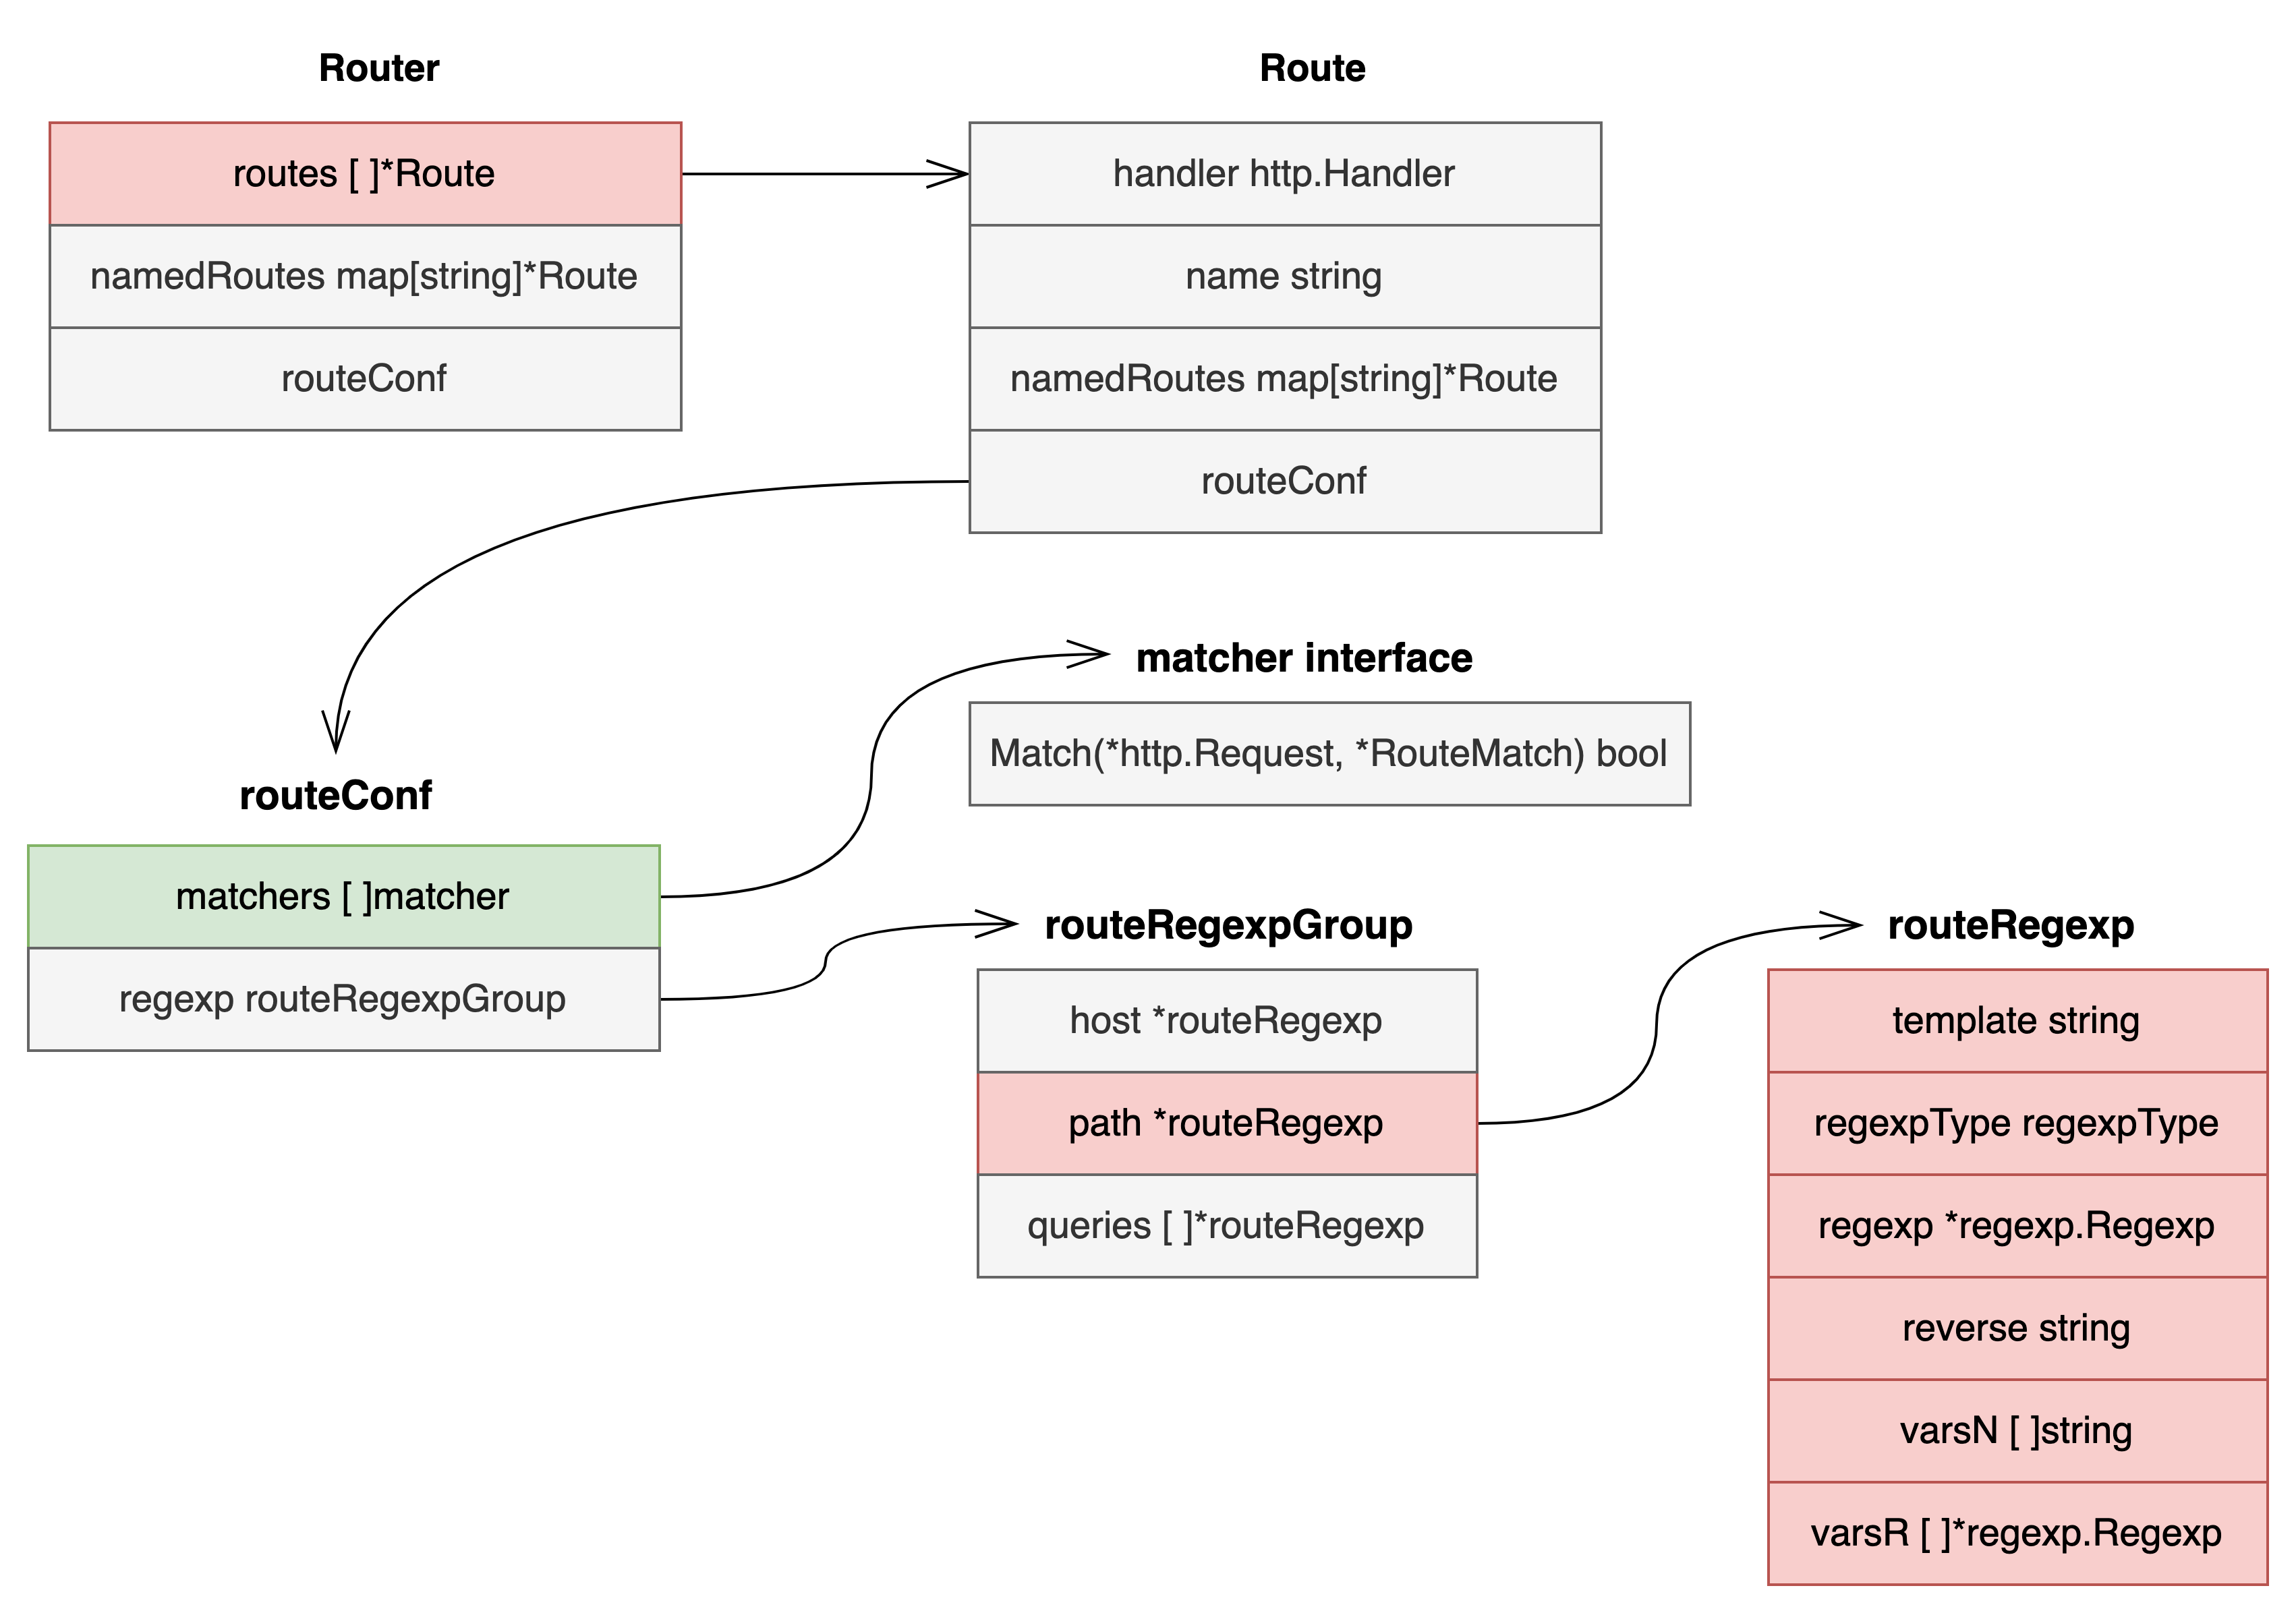 Router
routes [ ]*Route
namedRoutes map[string]*Route
routeConf
Route
handler http.Handler
name string
namedRoutes map[string]*Route
routeConf
matcher interface
Match(*http.Request, *RouteMatch) bool
routeConf
matchers [ ]matcher
regexp routeRegexpGroup
routeRegexpGroup
host *routeRegexp
path *routeRegexp
queries [ ]*routeRegexp
routeRegexp
template string
regexpType regexpType
regexp *regexp.Regexp
reverse string
varsN [ ]string
varsR [ ]*regexp.Regexp